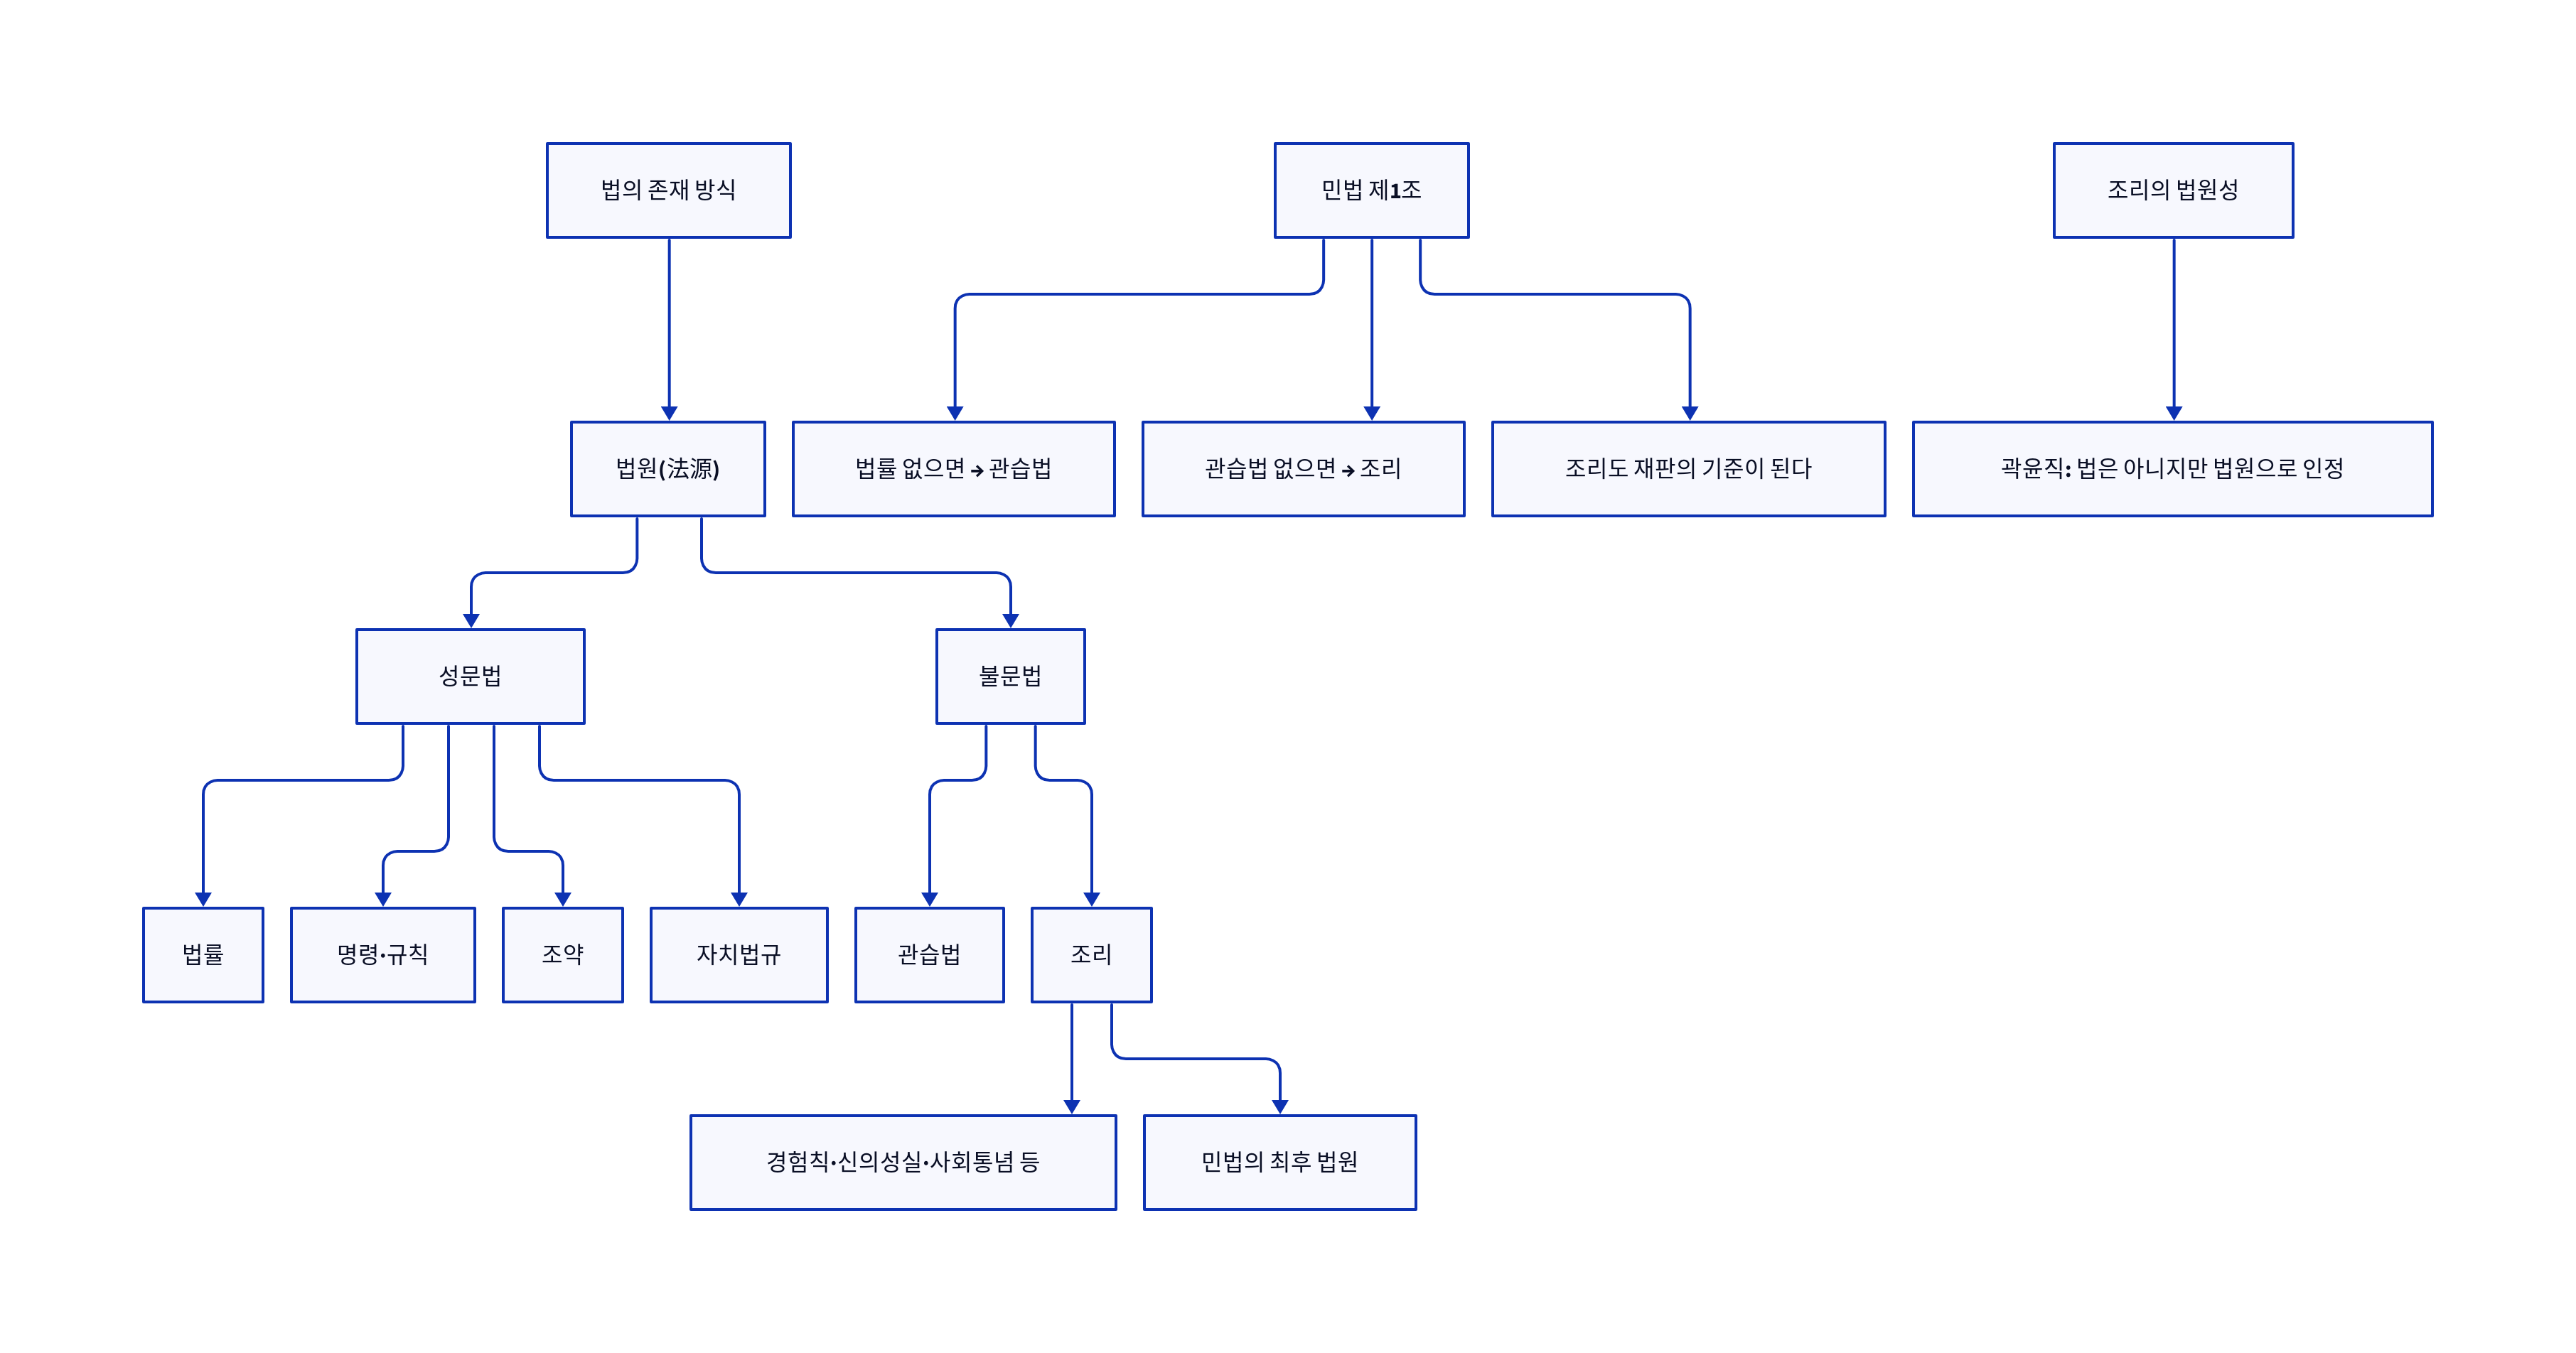 법의 존재 방식
민법 제1조
조리의 법원성
법원(法源)
법률 없으면 → 관습법
관습법 없으면 → 조리
조리도 재판의 기준이 된다
곽윤직: 법은 아니지만 법원으로 인정
성문법
불문법
법률
명령·규칙
조약
자치법규
관습법
조리
경험칙·신의성실·사회통념 등
민법의 최후 법원